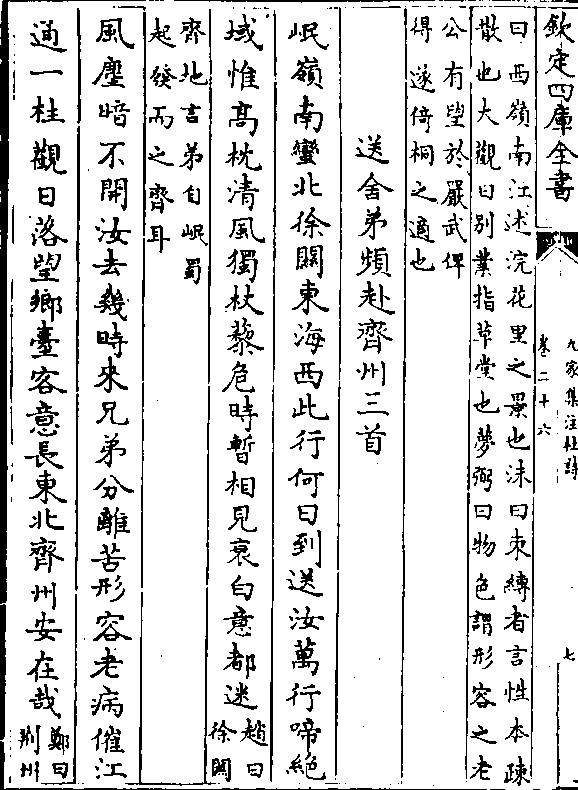 欽定四庫全書
九家集注杜詩
卷二十六
七
曰西嶺南江述浣花里之景也洙曰束縛者言性本疎
散也大觀曰別業指草堂也夢弼曰物色謂形容之老
公有望於嚴武俾
得遂倚桐之適也
送舍弟頻赴齊州三首
岷嶺南蠻北徐關東海西此行何日到送汝萬行啼絶
域惟髙枕清風獨杖藜危時暫相見衰白意都迷
趙曰
徐關
齊地言弟自岷蜀
起發而之齊耳
風塵暗不開汝去幾時來兄弟分離苦形容老病催江
通一柱觀日落望鄉臺客意長東北齊州安在哉
鄭曰
荆州